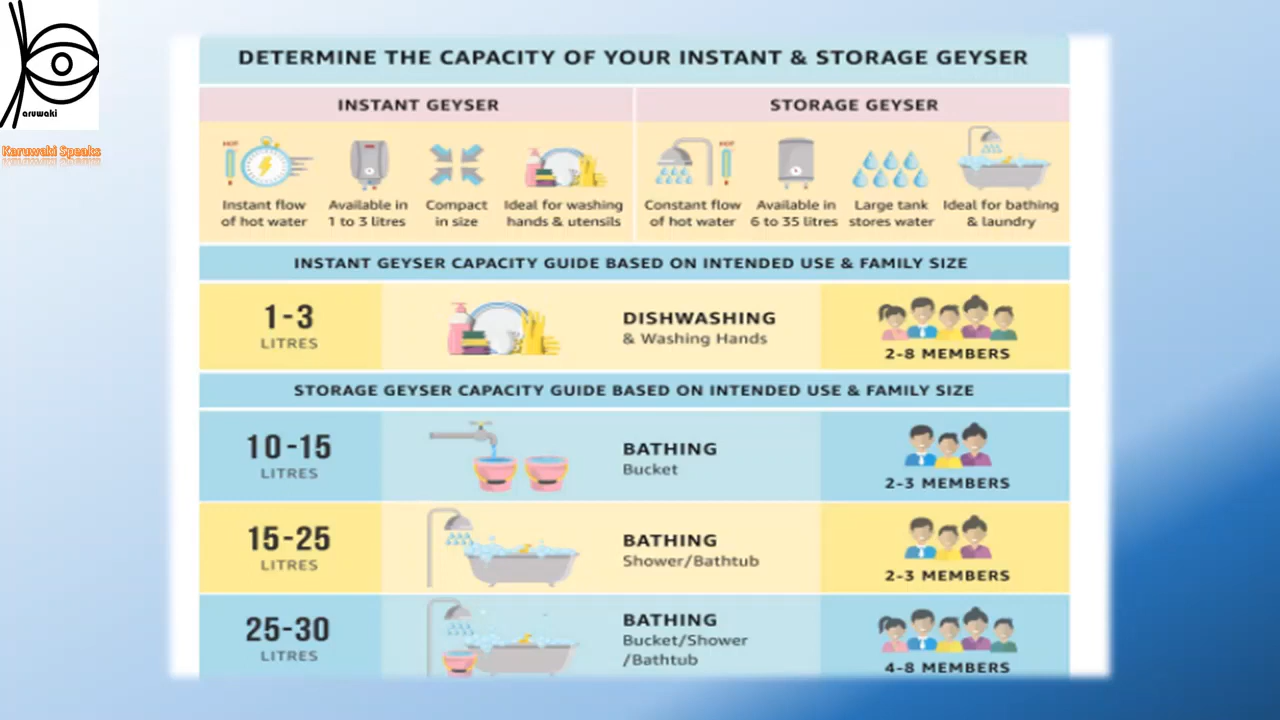 aruwaki
Karuwaki Speaks
DETERMINE THE CAPACITY OF YOUR INSTANT & STORAGE GEYSER
INSTANT GEYSER
STORAGE GEYSER
HOT
Instant flow
of hot water
Available in
1 to 3 litres
Compact
in size
Ideal for washing
hands & utensils
HOT
Constant flow
of hot water
Available in
6 to 35 litres
Large tank
stores water
Ideal for bathing
& laundry
INSTANT GEYSER CAPACITY GUIDE BASED ON INTENDED USE & FAMILY SIZE
1-3
LITRES
DISHWASHING
& Washing Hands
2-8 MEMBERS
STORAGE GEYSER CAPACITY GUIDE BASED ON INTENDED USE & FAMILY SIZE
10-15
LITRES
BATHING
Bucket
2-3 MEMBERS
15-25
LITRES
BATHING
Shower/Bathtub
2-3 MEMBERS
25-30
LITRES
BATHING
Bucket/Shower
/Bathtub
4-8 MEMBERS